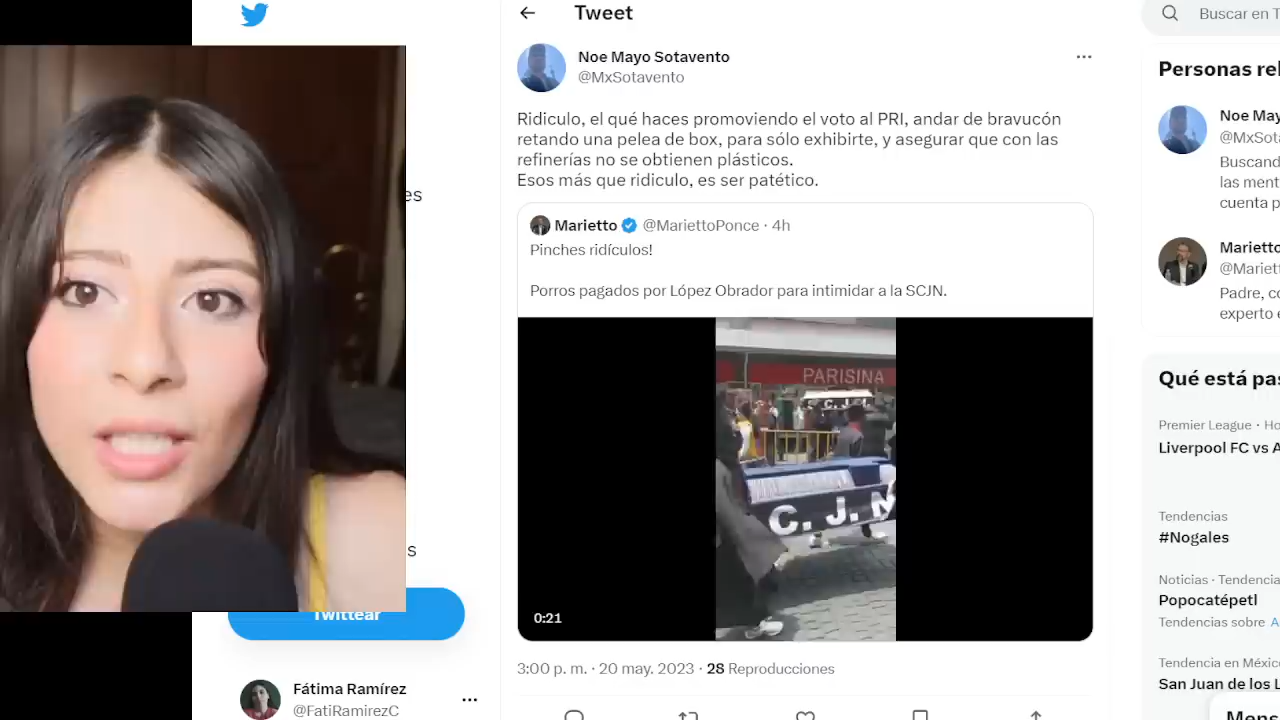 Tweet
Buscar en T
Noe Mayo Sotavento
@MxSotavento
Ridiculo, el qué haces promoviendo el voto al PRI, andar de bravucón
retando una pelea de box, para sólo exhibirte, y asegurar que con las
refinerías no se obtienen plásticos.
Esos más que ridiculo, es ser patético.
Marietto @MariettoPonce · 4h
Pinches ridículos!
Porros pagados por López Obrador para intimidar a la SCJN.
PARISINA
C. J.
C. J. N
0:21
3:00 p. m. · 20 may. 2023 · 28 Reproducciones
es
s
Twittear
Fátima Ramírez
@FatiRamirezC
Personas rel
Noe May
@MxSota
Buscand
las ment
cuenta p
Marietto
@Mariett
Padre, co
experto e
Qué está pas
Premier League · Ho
Liverpool FC vs A
Tendencias
#Nogales
Noticias · Tendencia
Popocatépetl
Tendencias sobre A
Tendencia en Méxic
San Juan de los L
Mens